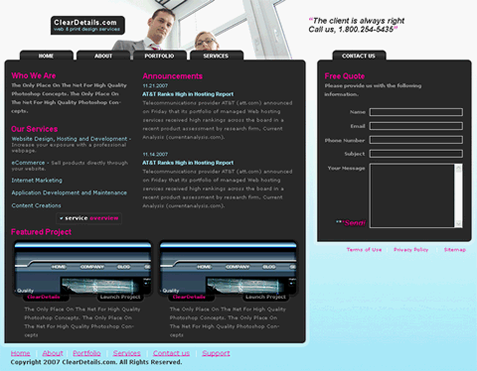 ClearDetails.com
web & print design services
"The client is always right
Call us, 1.800.254-5435"
HOME
ABOUT
PORTFOLIO
SERVICES
CONTACT US
Who We Are
The Only Place On The Net For High Quality
Photoshop Concepts. The Only Place On
The Net For High Quality Photoshop Con-
cepts.
Our Services
Website Design, Hosting and Development -
Increase your exposure with a professional
webpage.
eCommerce - Sell products directly through
your website.
Internet Marketing
Application Development and Maintenance
Content Creations
service overview
Announcements
11.21.2007
AT&T Ranks High in Hosting Report
Telecommunications provider AT&T (att.com) announced
on Friday that its portfolio of managed Web hosting
services received high ranking across the board in a
recent product assessment by research firm, Current
Analysis (currentanalysis.com).
11.14.2007
AT&T Ranks High in Hosting Report
Telecommunications provider AT&T (att.com) announced
on Friday that its portfolio of managed Web hosting
services received high rankings across the board in a
recent product assessment by research firm, Current
Analysis (currentanalysis.com).
Free Quote
Please provide us with the following
information.
Name
Email
Phone Number
Subject
Your Message
Submit
Terms of Use
Privacy Policy
Sitemap
Featured Project
HOME COMPANY BLOG
Quality
ClearDetails
Launch Project
The Only Place On The Net For High Quality
Photoshop Concepts. The Only Place On
The Net For High Quality Photoshop Con-
cepts
HOME COMPANY BLOG
Quality
ClearDetails
Launch Project
The Only Place On The Net For High Quality
Photoshop Concepts. The Only Place On
The Net For High Quality Photoshop Con-
cepts
Home About Portfolio Services Contact us Support
Copyright 2007 ClearDetails.com. All Rights Reserved.